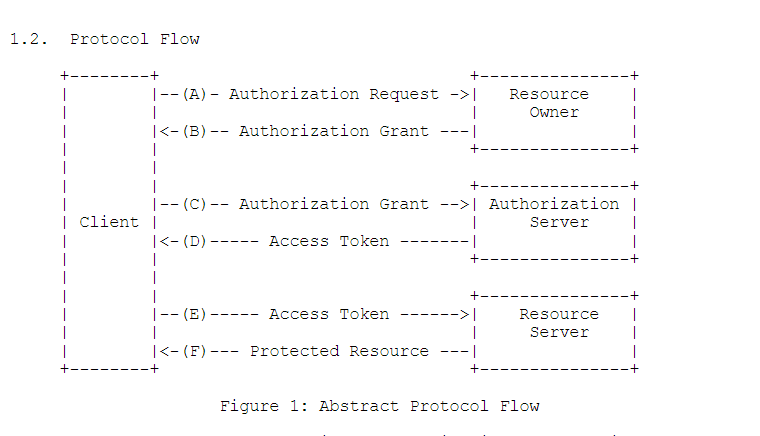 1.2. Protocol Flow
+--------+                               +---------------+
|        |--(A)- Authorization Request ->|   Resource    |
|        |                               |     Owner     |
|        |<-(B)-- Authorization Grant ---|               |
|        |                               +---------------+
|        |
|        |                               +---------------+
|        |--(C)-- Authorization Grant -->| Authorization |
| Client |                               |     Server    |
|        |<-(D)----- Access Token -------|               |
|        |                               +---------------+
|        |
|        |                               +---------------+
|        |--(E)----- Access Token ------>|    Resource   |
|        |                               |     Server    |
|        |<-(F)--- Protected Resource ---|               |
+--------+                               +---------------+
Figure 1: Abstract Protocol Flow